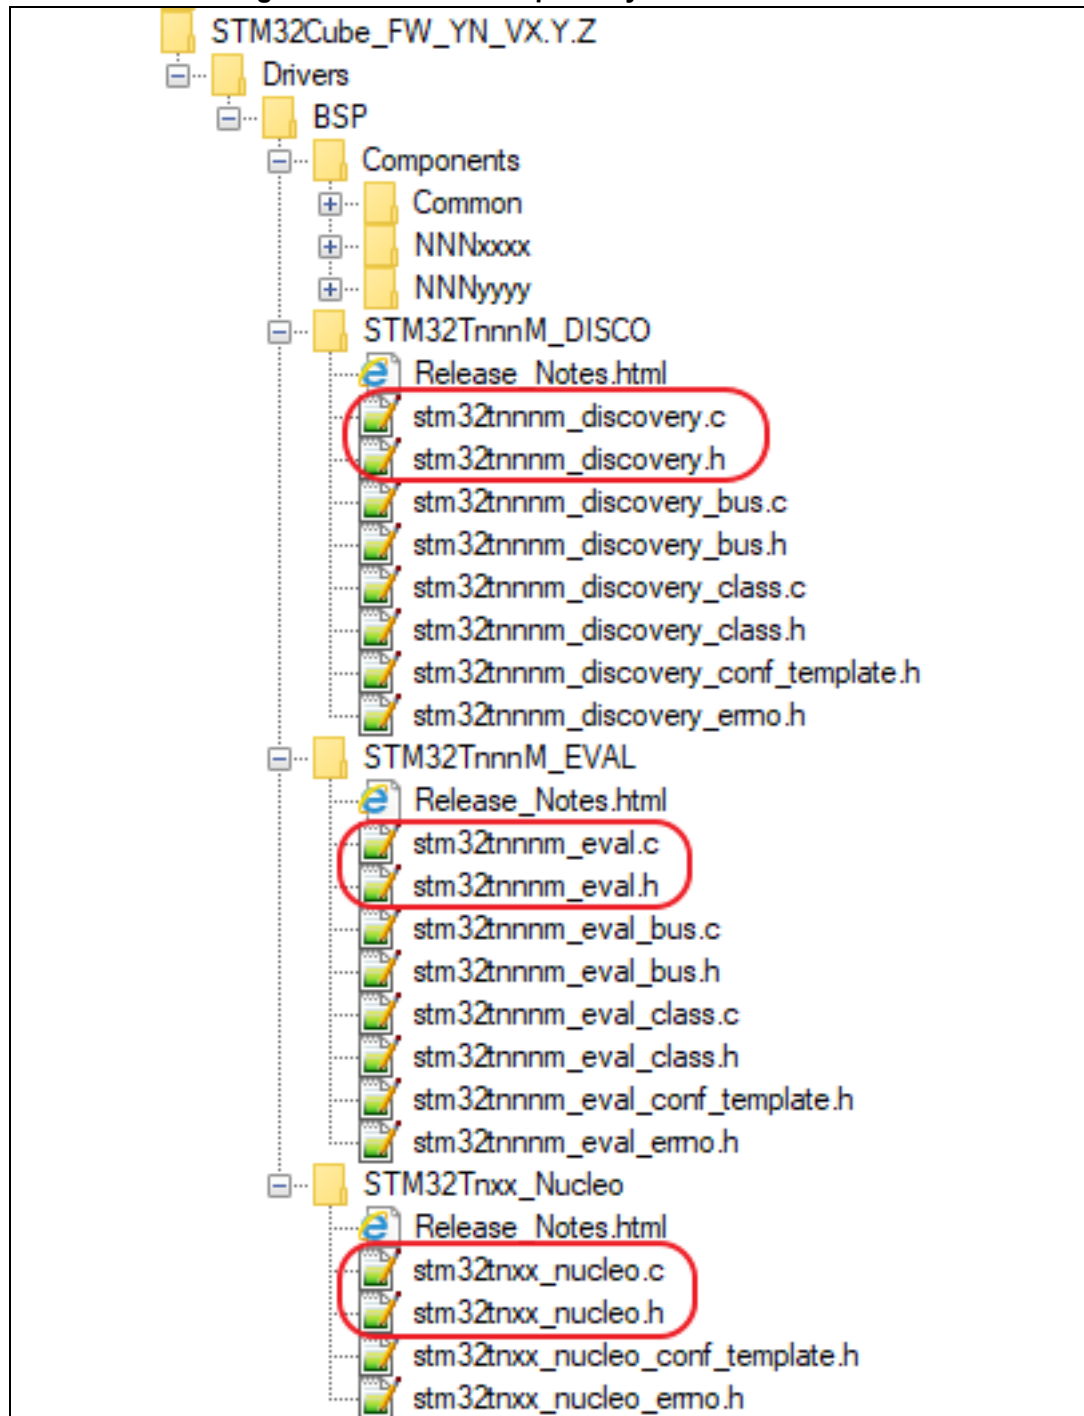 STM32Cube_FW_YN_VX.Y.Z
Drivers
BSP
Components
Common
NNNxxxx
NNNyyyy
STM32TnnnM_DISCO
Release_Notes.html
stm32tnnnm_discovery.c
stm32tnnnm_discovery.h
stm32tnnnm_discovery_bus.c
stm32tnnnm_discovery_bus.h
stm32tnnnm_discovery_class.c
stm32tnnnm_discovery_class.h
stm32tnnnm_discovery_conf_template.h
stm32tnnnm_discovery_errno.h
STM32TnnnM_EVAL
Release_Notes.html
stm32tnnnm_eval.c
stm32tnnnm_eval.h
stm32tnnnm_eval_bus.c
stm32tnnnm_eval_bus.h
stm32tnnnm_eval_class.c
stm32tnnnm_eval_class.h
stm32tnnnm_eval_conf_template.h
stm32tnnnm_eval_errno.h
STM32Tnxx_Nucleo
Release_Notes.html
stm32tnxx_nucleo.c
stm32tnxx_nucleo.h
stm32tnxx_nucleo_conf_template.h
stm32tnxx_nucleo_errno.h